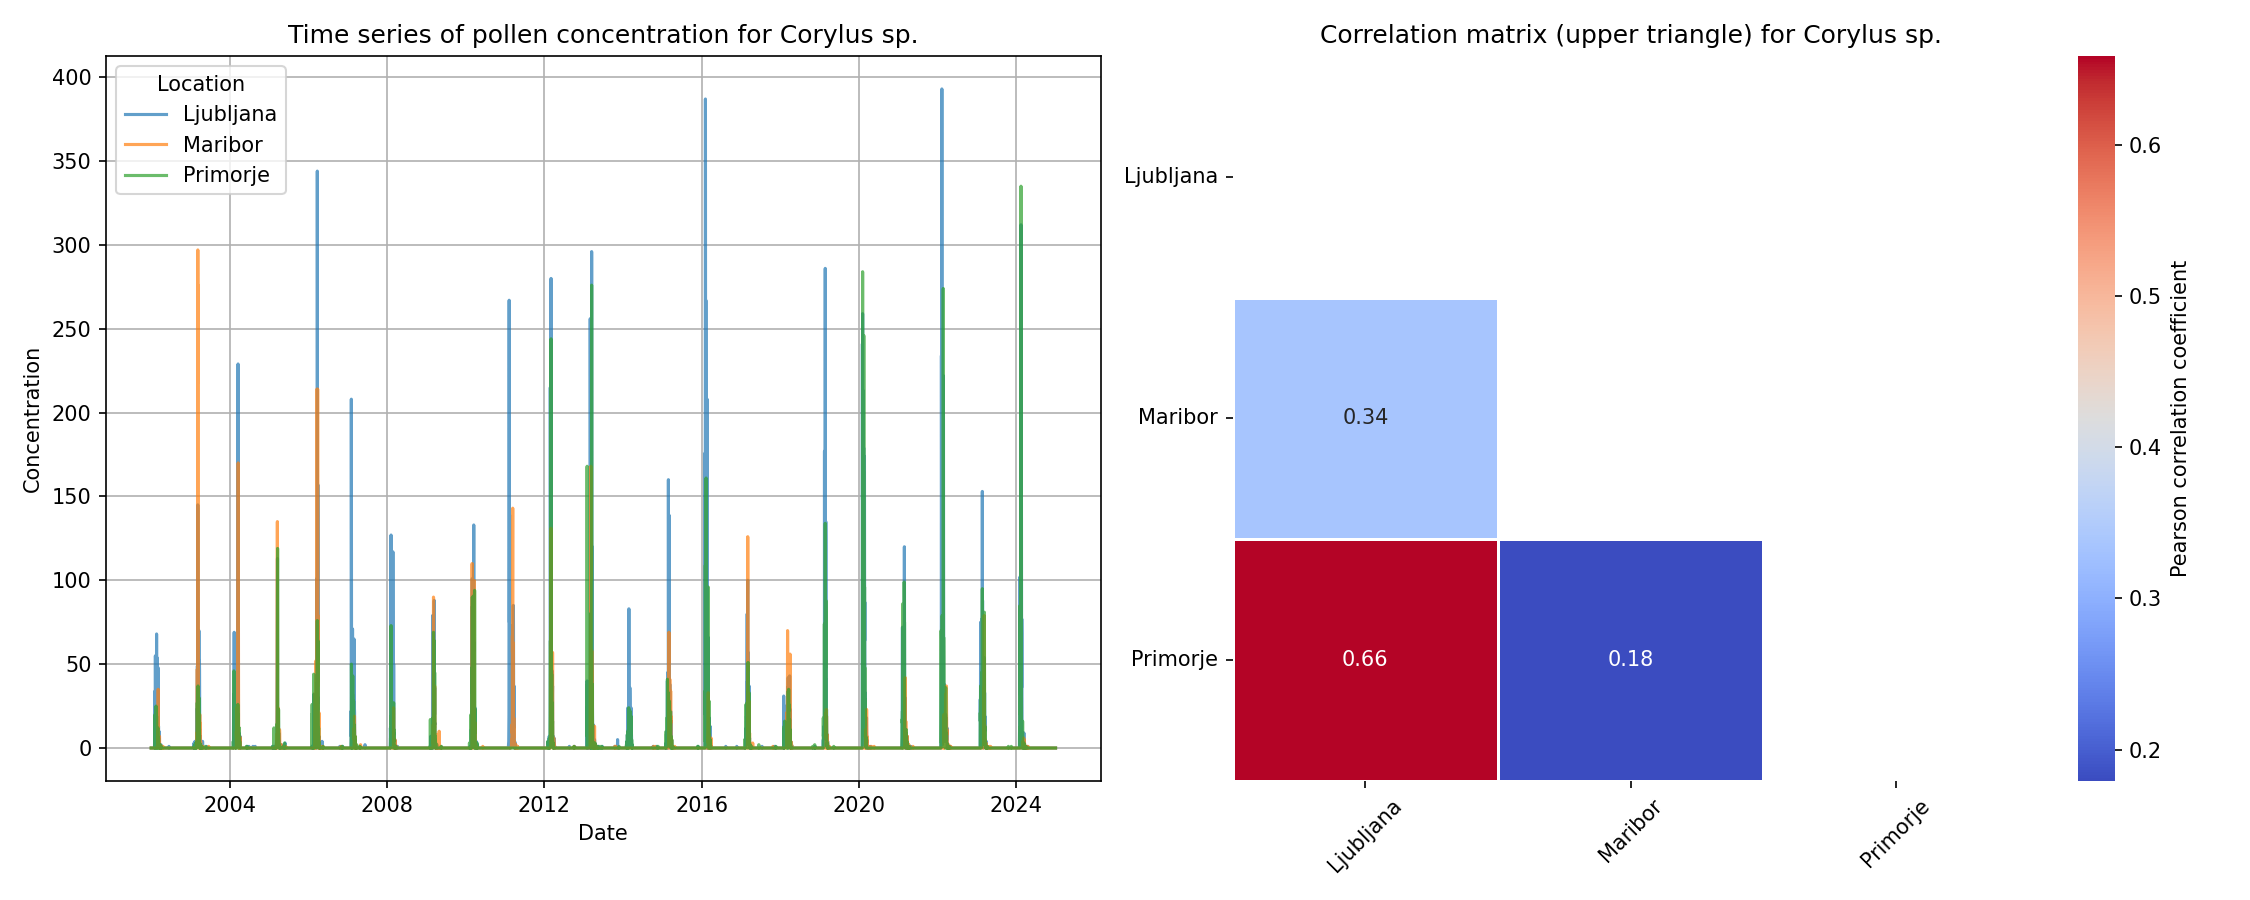 Time series of pollen concentration for Corylus sp.
Location
Ljubljana
Maribor
Primorje
400
350
300
250
200
150
100
50
0
Concentration
2004 2008 2012 2016 2020 2024
Date
Correlation matrix (upper triangle) for Corylus sp.
Ljubljana
Maribor
Primorje
0.34
0.66 0.18
Ljubljana Maribor Primorje
0.6
0.5
0.4
0.3
0.2
Pearson correlation coefficient